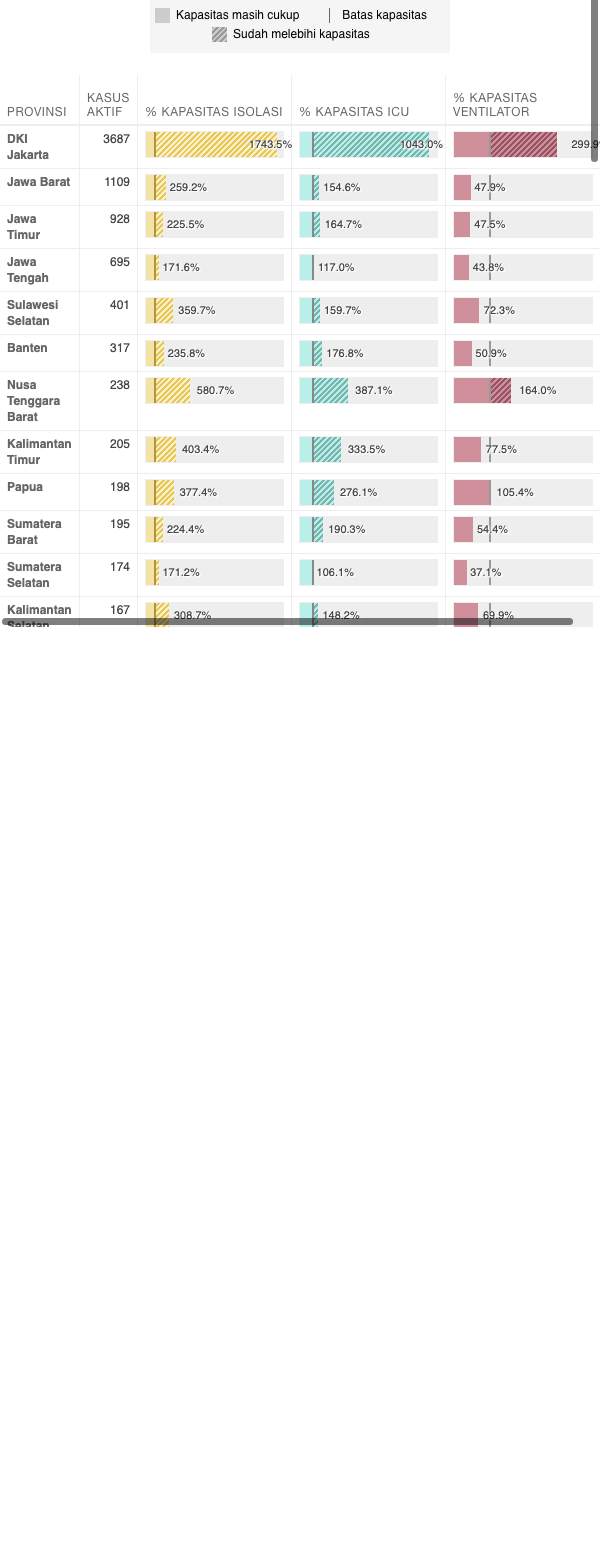 Kapasitas masih cukup
Batas kapasitas
Sudah melebihi kapasitas
PROVINSI
KASUS
AKTIF
% KAPASITAS ISOLASI
% KAPASITAS ICU
% KAPASITAS
VENTILATOR
DKI
Jakarta
3687
1743.5%
1043.0%
299.9
Jawa Barat
1109
259.2%
154.6%
47.9%
Jawa
Timur
928
225.5%
164.7%
47.5%
Jawa
Tengah
695
171.6%
117.0%
43.8%
Sulawesi
Selatan
401
359.7%
159.7%
72.3%
Banten
317
235.8%
176.8%
50.9%
Nusa
Tenggara
Barat
238
580.7%
387.1%
164.0%
Kalimantan
Timur
205
403.4%
333.5%
77.5%
Papua
198
377.4%
276.1%
105.4%
Sumatera
Barat
195
224.4%
190.3%
54.4%
Sumatera
Selatan
174
171.2%
106.1%
37.1%
Kalimantan
Selatan
167
308.7%
148.2%
69.9%